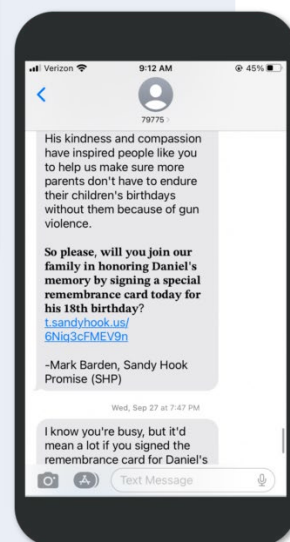 Verizon 9:12 AM 45%
79775 >
His kindness and compassion
have inspired people like you
to help us make sure more
parents don't have to endure
their children's birthdays
without them because of gun
violence.
So please, will you join our
family in honoring Daniel's
memory by signing a special
remembrance card today for
his 18th birthday?
t.sandyhook.us/
6Niq3cFMEV9n
-Mark Barden, Sandy Hook
Promise (SHP)
Wed, Sep 27 at 7:47 PM
I know you're busy, but it'd
mean a lot if you signed the
remembrance card for Daniel's
Text Message